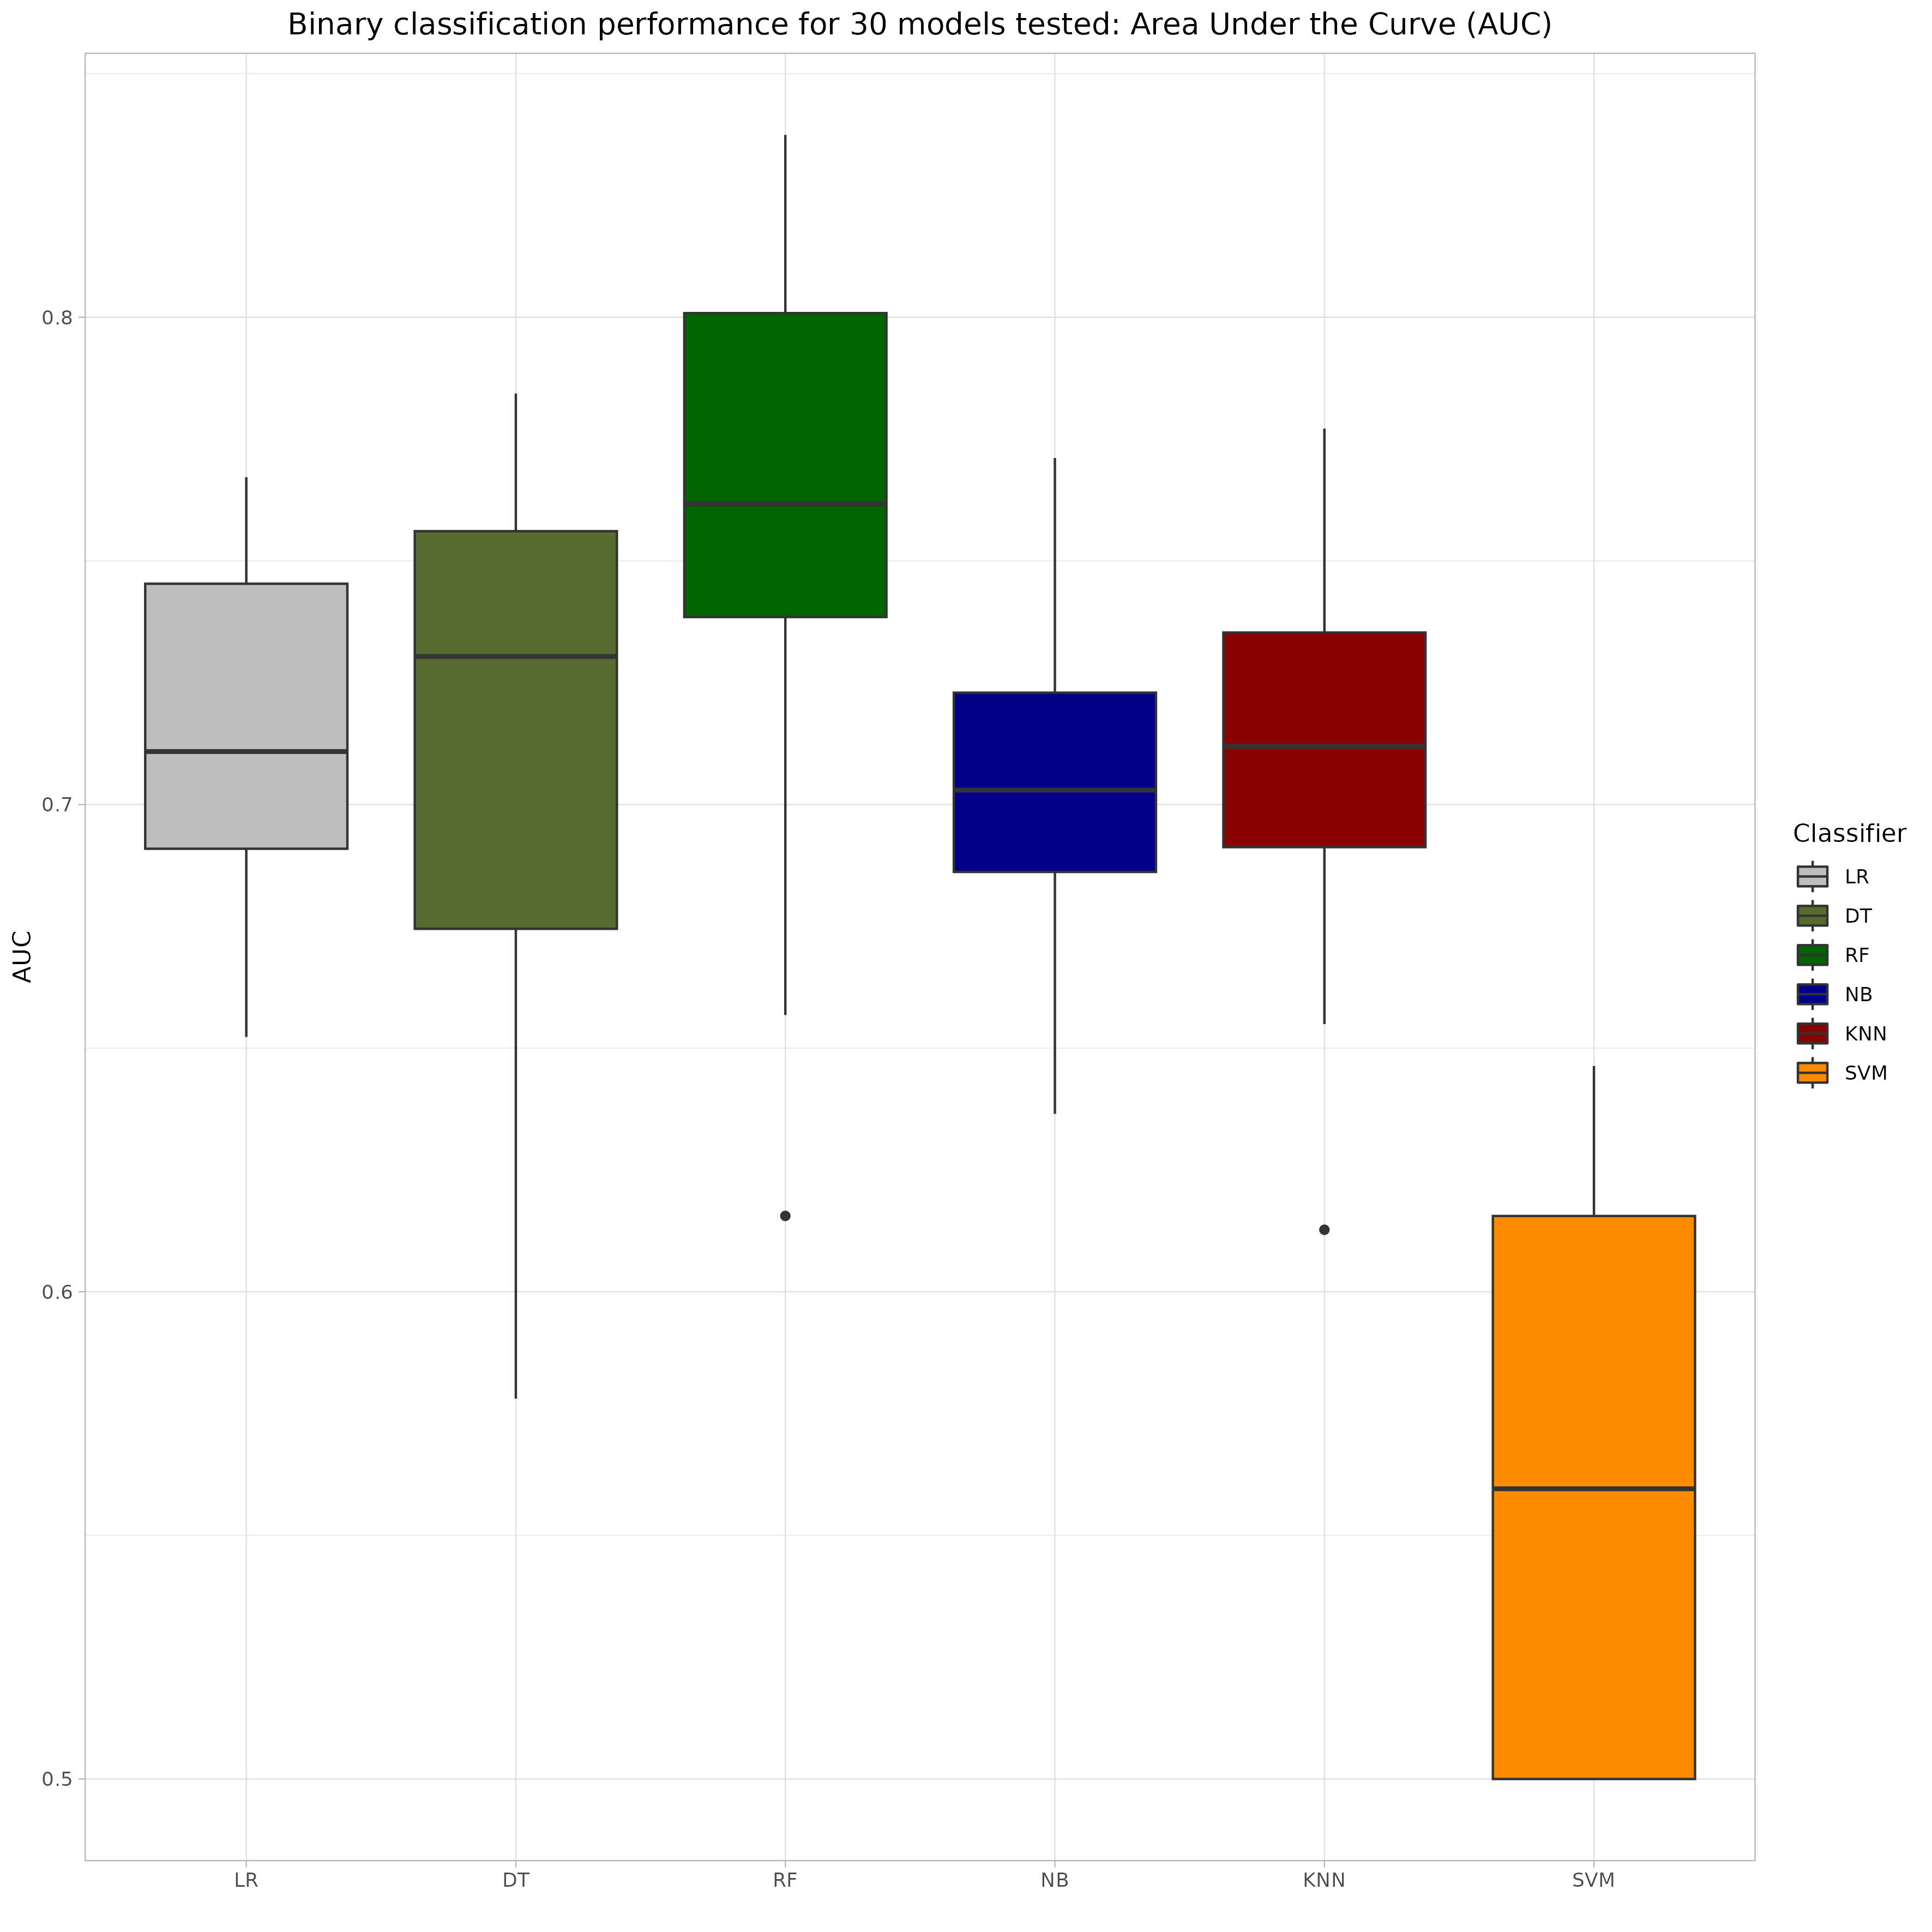 Binary classification performance for 30 models tested: Area Under the Curve (AUC)
AUC
0.8
0.7
0.6
0.5
LR
DT
RF
NB
KNN
SVM
Classifier
LR
DT
RF
NB
KNN
SVM